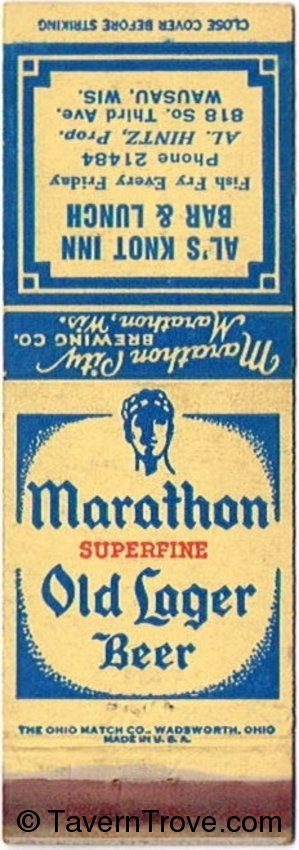 CLOSE COVER BEFORE STRIKING
AL'S KNOT INN
BAR & LUNCH
Fish Fry Every Friday
Phone 21484
AL. HINTZ, Prop.
818 So. Third Ave.
WAUSAU, WIS.
Marathon City
BREWING CO.
Marathon, Wis.
Marathon
SUPERFINE
Old Lager
Beer
THE OHIO MATCH CO., WADSWORTH, OHIO
MADE IN U.S.A.
© TavernTrove.com